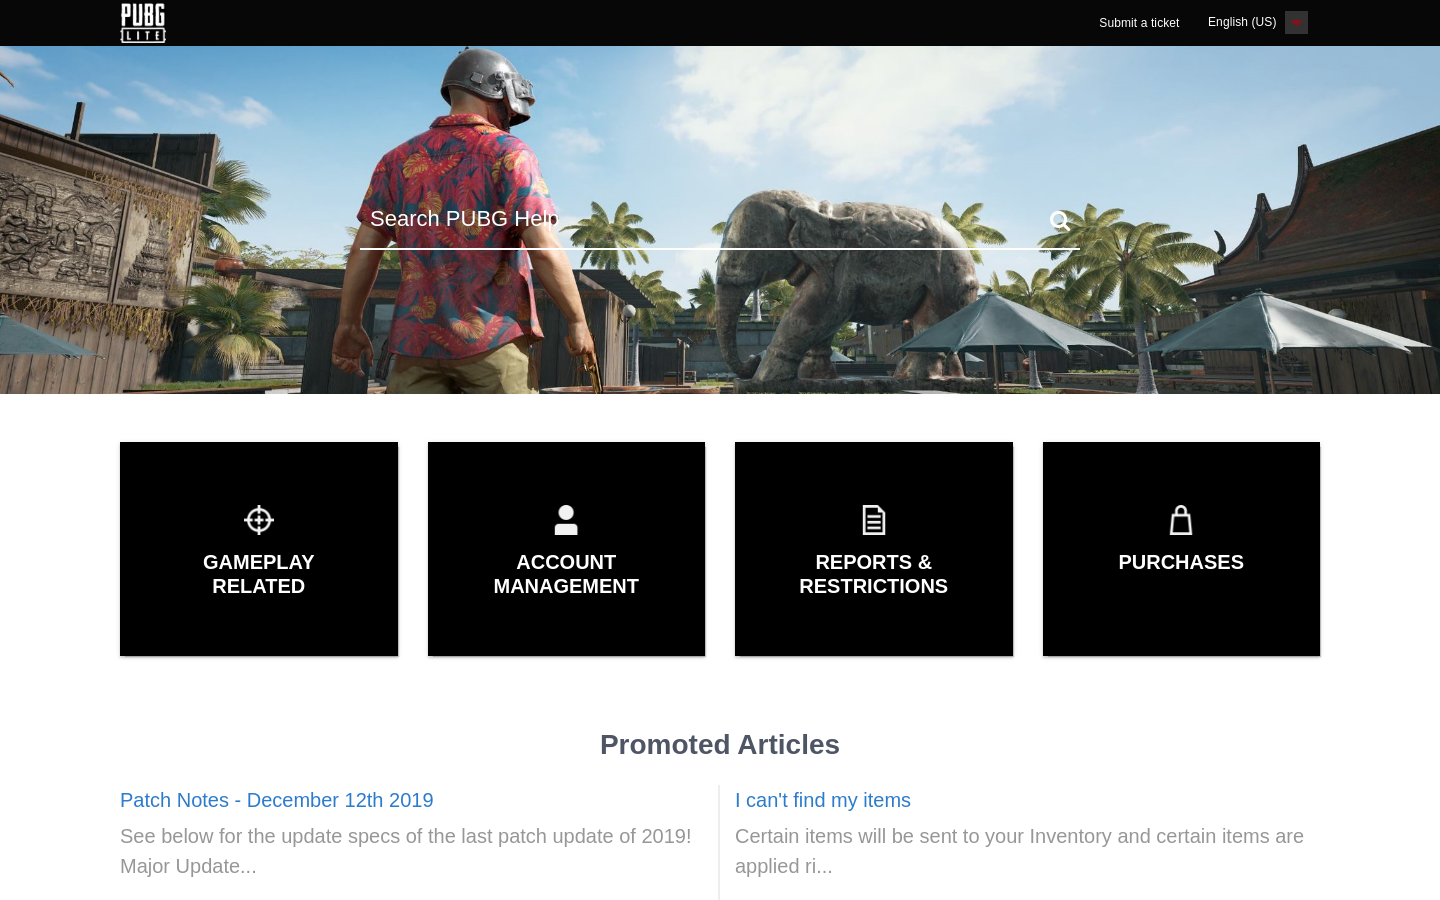 PUBG
LITE
Submit a ticket
English (US)
Search PUBG Help
GAMEPLAY
RELATED
ACCOUNT
MANAGEMENT
REPORTS &
RESTRICTIONS
PURCHASES
Promoted Articles
Patch Notes - December 12th 2019
See below for the update specs of the last patch update of 2019!
Major Update...
I can't find my items
Certain items will be sent to your Inventory and certain items are
applied ri...